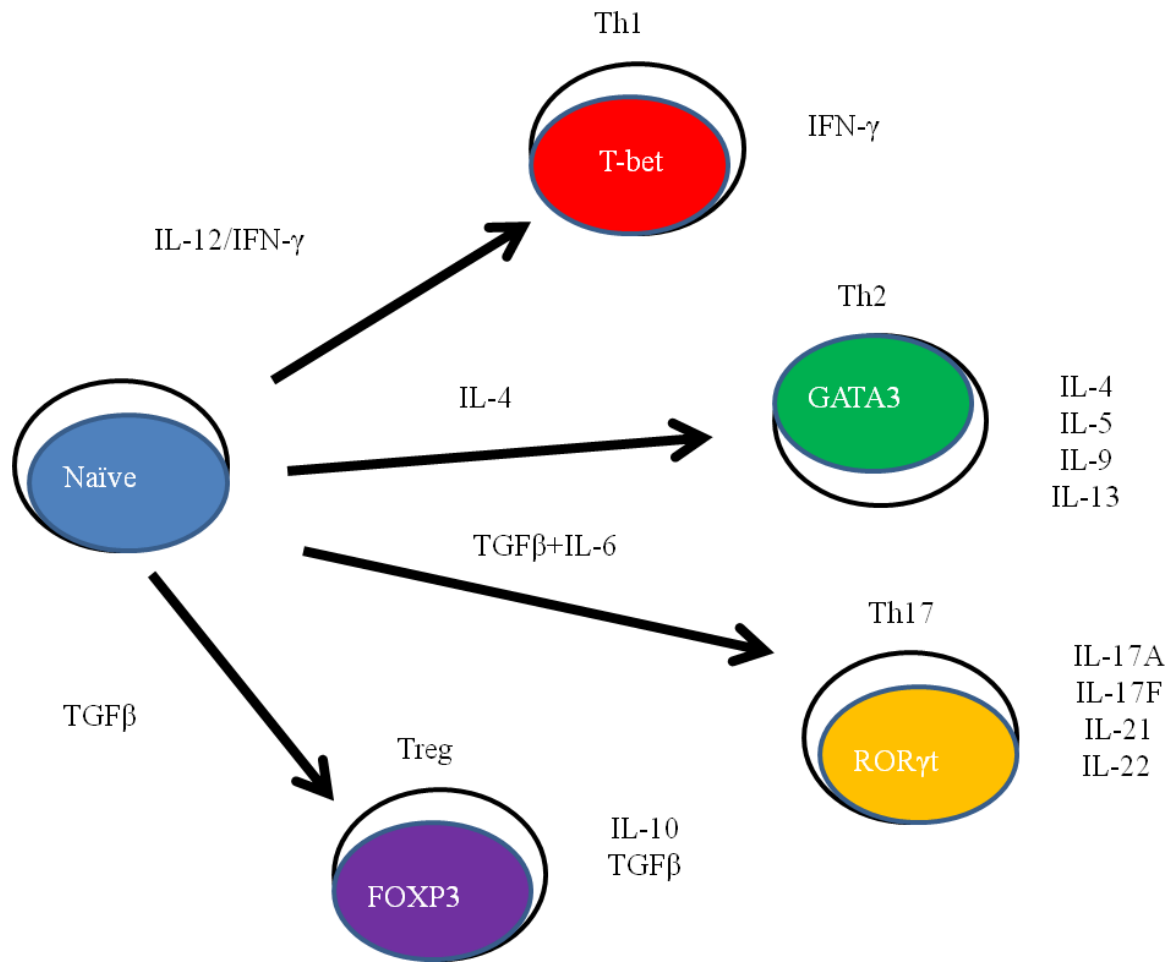 Th1
T-bet
IFN-γ
IL-12/IFN-γ
Th2
GATA3
IL-4
IL-4
IL-5
IL-9
IL-13
Naïve
TGFβ+IL-6
Th17
RORγt
IL-17A
IL-17F
IL-21
IL-22
TGFβ
Treg
FOXP3
IL-10
TGFβ